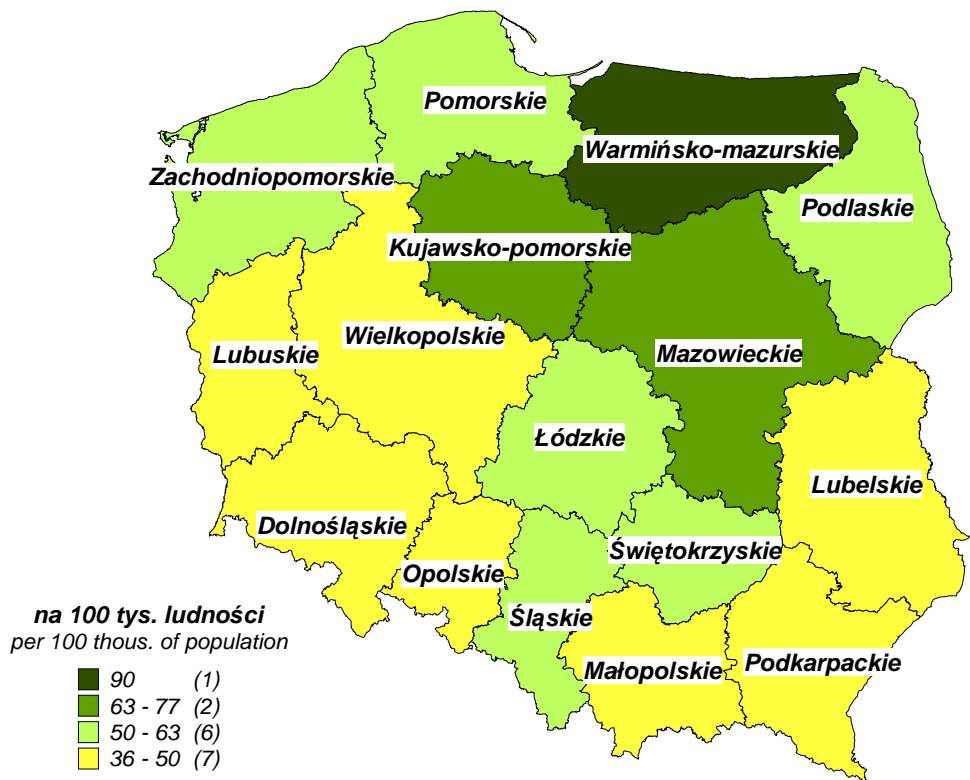 Pomorskie
Warmińsko-mazurskie
Zachodniopomorskie
Podlaskie
Kujawsko-pomorskie
Wielkopolskie
Lubuskie
Mazowieckie
Łódzkie
Lubelskie
Dolnośląskie
Świętokrzyskie
Opolskie
Śląskie
Małopolskie
Podkarpackie
na 100 tys. ludności
per 100 thous. of population
90 (1)
63 - 77 (2)
50 - 63 (6)
36 - 50 (7)